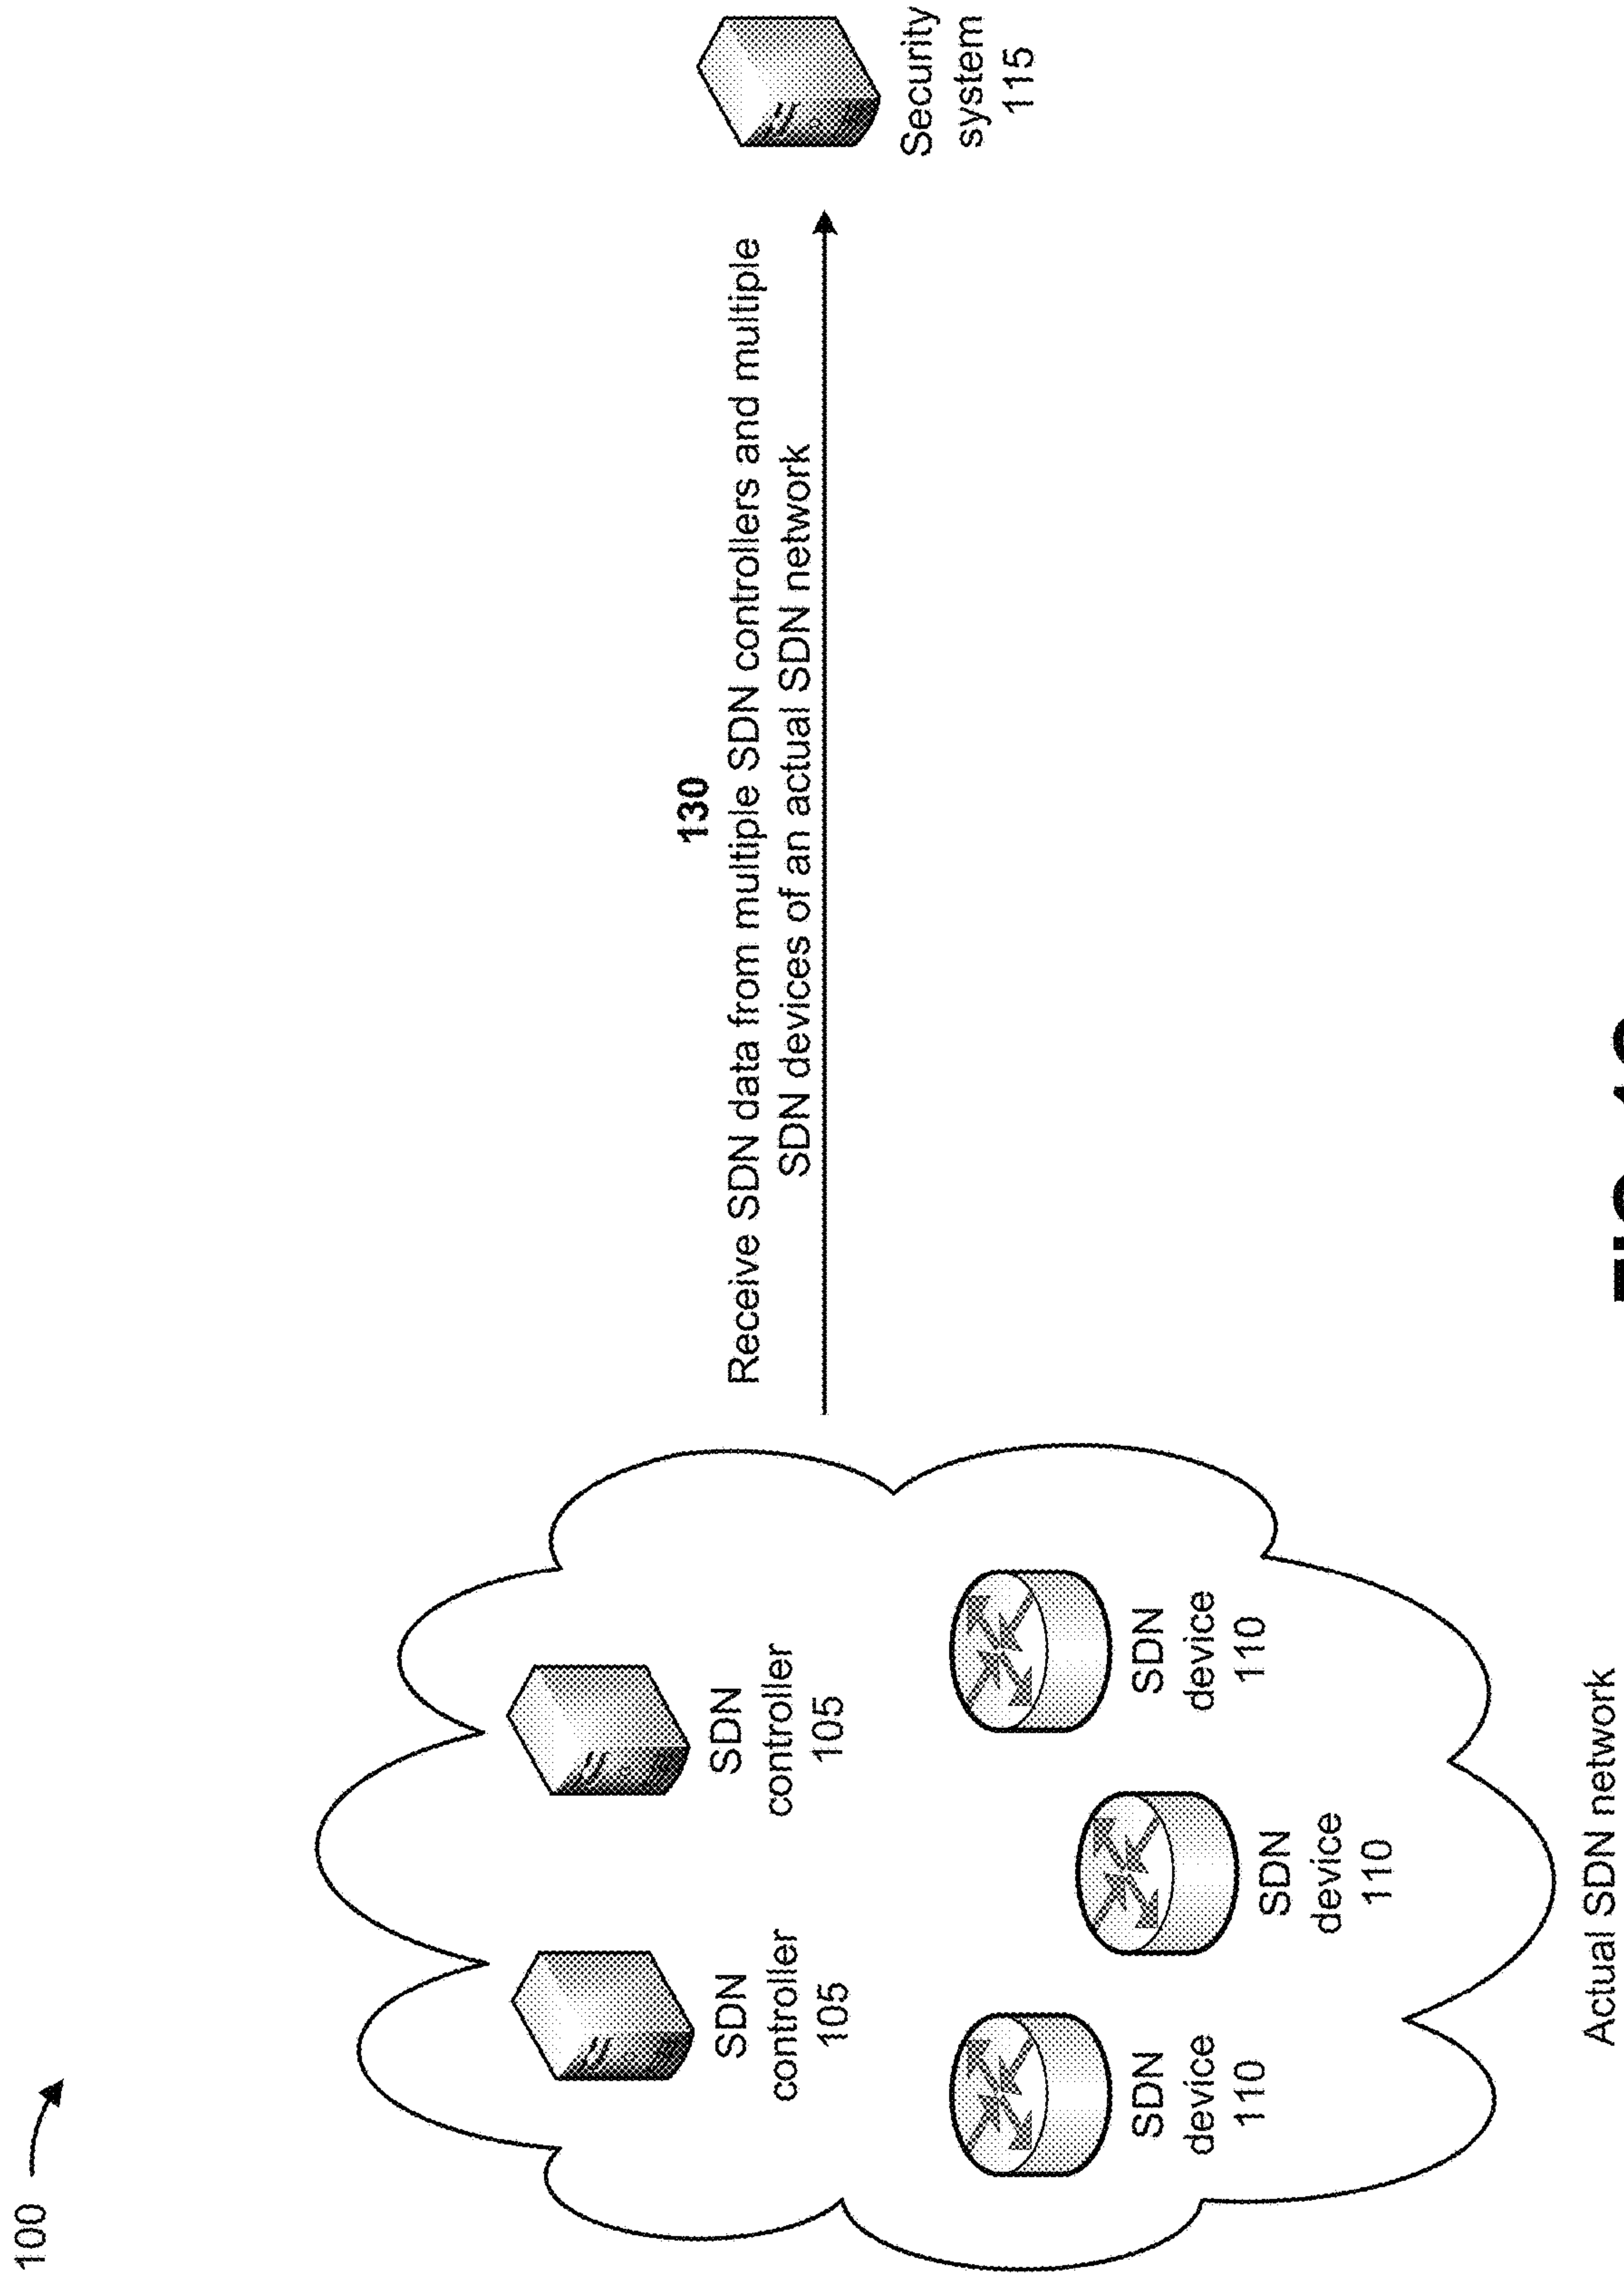 100
130
Receive SDN data from multiple SDN controllers and multiple
SDN devices of an actual SDN network
Security
system
115
SDN
controller
105
SDN
controller
105
SDN
device
110
SDN
device
110
SDN
device
110
Actual SDN network